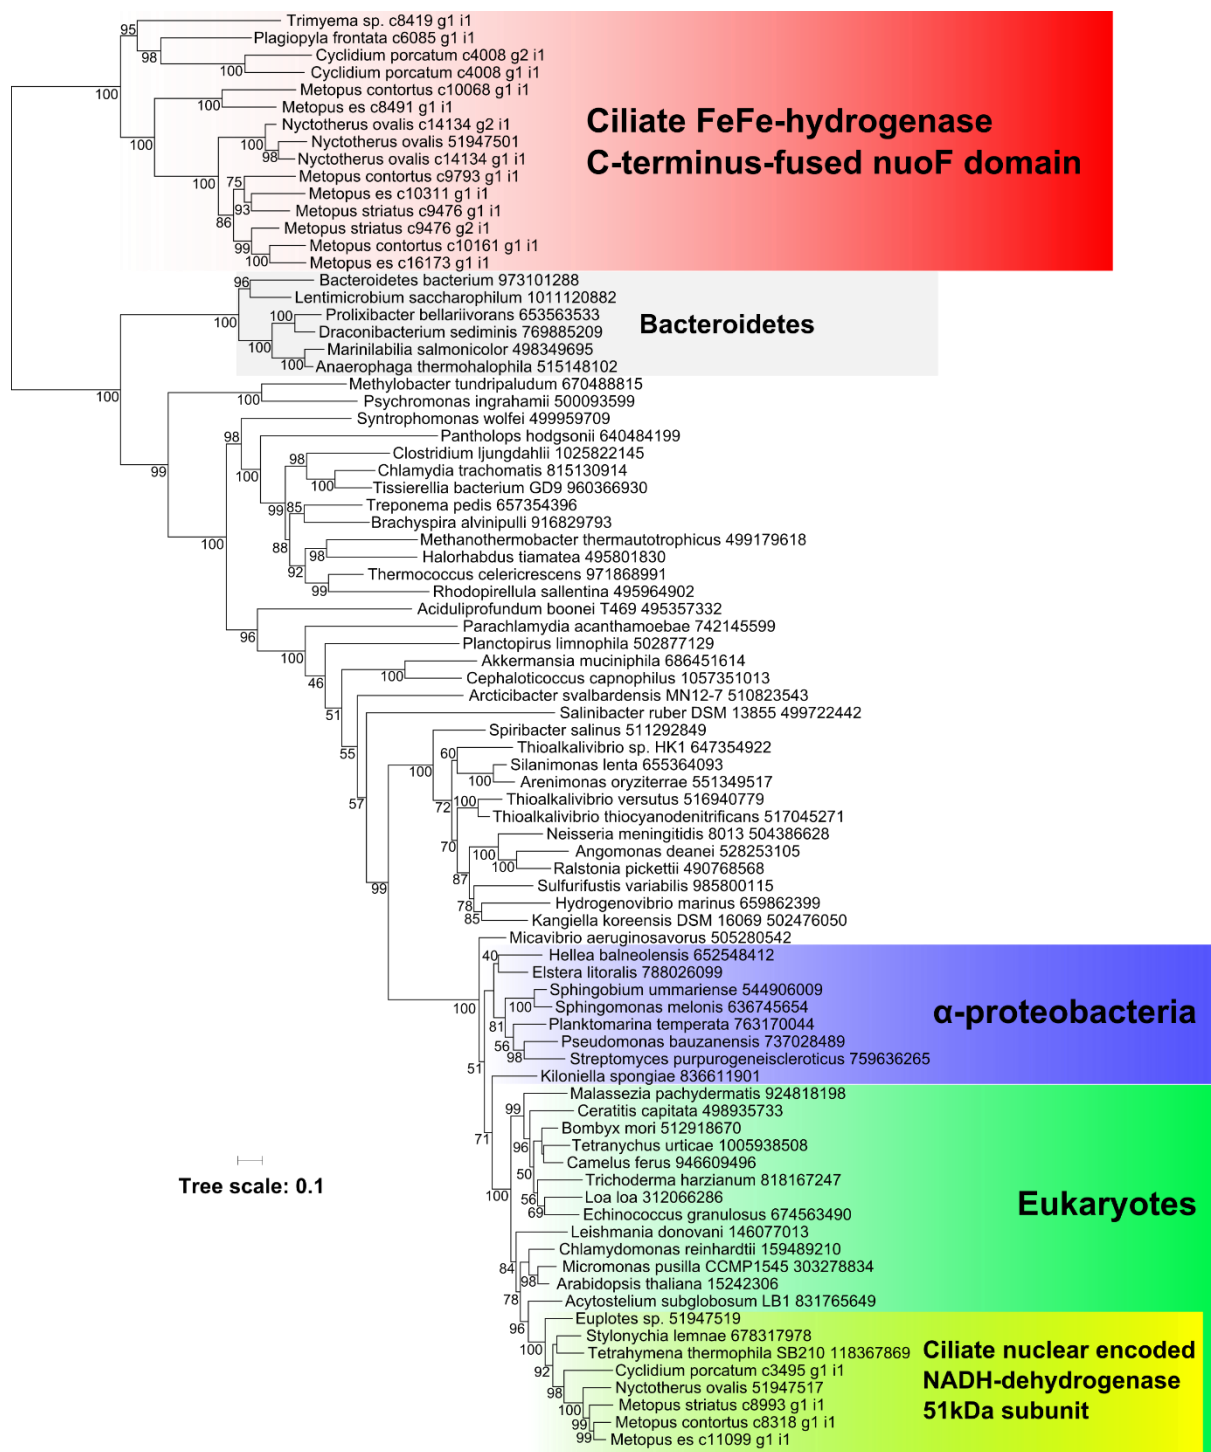 Trimyema sp. c8419 g1 i1
Plagiopyla frontata c6085 g1 i1
Cyclidium porcatum c4008 g2 i1
Cyclidium porcatum c4008 g1 i1
Metopus contortus c10068 g1 i1
Metopus es c8491 g1 i1
Nyctotherus ovalis c14134 g2 i1
Nyctotherus ovalis 51947501
Nyctotherus ovalis c14134 g1 i1
Metopus contortus c9793 g1 i1
Metopus es c10311 g1 i1
Metopus striatus c9476 g1 i1
Metopus striatus c9476 g2 i1
Metopus contortus c10161 g1 i1
Metopus es c16173 g1 i1
95
98
100
100
100
100
100
100
98
100
75
93
86
99
100
Ciliate FeFe-hydrogenase
C-terminus-fused nuoF domain
Bacteroidetes bacterium 973101288
Lentimicrobium saccharophilum 1011120882
Prolixibacter bellariivorans 653563533
Draconibacterium sediminis 769885209
Marinilabilia salmonicolor 498349695
Anaerophaga thermohalophila 515148102
96
100
100
100
100
Bacteroidetes
Methylobacter tundripaludum 670488815
Psychromonas ingrahamii 500093599
Syntrophomonas wolfei 499959709
Pantholops hodgsonii 640484199
Clostridium ljungdahlii 1025822145
Chlamydia trachomatis 815130914
Tissierellia bacterium GD9 960366930
Treponema pedis 657354396
Brachyspira alvinipulli 916829793
Methanothermobacter thermautotrophicus 499179618
Halorhabdus tiamatea 495801830
Thermococcus celericrescens 971868991
Rhodopirellula sallentina 495964902
Aciduliprofundum boonei T469 495357332
Parachlamydia acanthamoebae 742145599
Planctopirus limnophila 502877129
Akkermansia muciniphila 686451614
Cephaloticoccus capnophilus 1057351013
Arcticibacter svalbardensis MN12-7 510823543
Salinibacter ruber DSM 13855 499722442
Spiribacter salinus 511292849
Thioalkalivibrio sp. HK1 647354922
Silanimonas lenta 655364093
Arenimonas oryziterrae 551349517
Thioalkalivibrio versutus 516940779
Thioalkalivibrio thiocyanodenitrificans 517045271
Neisseria meningitidis 8013 504386628
Angomonas deanei 528253105
Ralstonia pickettii 490768568
Sulfurifustis variabilis 985800115
Hydrogenovibrio marinus 659862399
Kangiella koreensis DSM 16069 502476050
Micavibrio aeruginosavorus 505280542
100
99
98
100
98
100
99
85
88
98
92
99
100
96
100
46
100
51
55
57
60
100
100
72
100
70
100
100
87
78
85
99
Hellea balneolensis 652548412
Elstera litoralis 788026099
Sphingobium ummariense 544906009
Sphingomonas melonis 636745654
Planktomarina temperata 763170044
Pseudomonas bauzanensis 737028489
Streptomyces purpurogeneiscleroticus 759636265
Kiloniella spongiae 836611901
40
100
100
81
56
98
51
α-proteobacteria
Malassezia pachydermatis 924818198
Ceratitis capitata 498935733
Bombyx mori 512918670
Tetranychus urticae 1005938508
Camelus ferus 946609496
Trichoderma harzianum 818167247
Loa loa 312066286
Echinococcus granulosus 674563490
Leishmania donovani 146077013
Chlamydomonas reinhardtii 159489210
Micromonas pusilla CCMP1545 303278834
Arabidopsis thaliana 15242306
Acytostelium subglobosum LB1 831765649
99
96
71
50
56
69
100
84
98
78
96
Eukaryotes
Tree scale: 0.1
Euplotes sp. 51947519
Stylonychia lemnae 678317978
Tetrahymena thermophila SB210 118367869
Cyclidium porcatum c3495 g1 i1
Nyctotherus ovalis 51947517
Metopus striatus c8993 g1 i1
Metopus contortus c8318 g1 i1
Metopus es c11099 g1 i1
100
92
98
100
99
99
Ciliate nuclear encoded
NADH-dehydrogenase
51kDa subunit